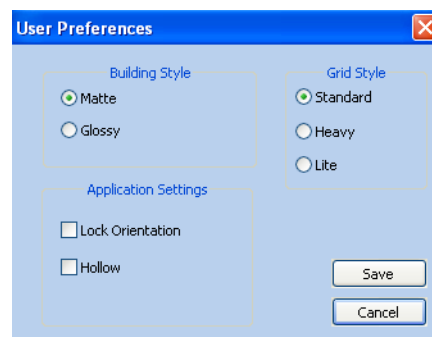 User Preferences
Building Style
Matte
Glossy
Grid Style
Standard
Heavy
Lite
Application Settings
Lock Orientation
Hollow
Save
Cancel